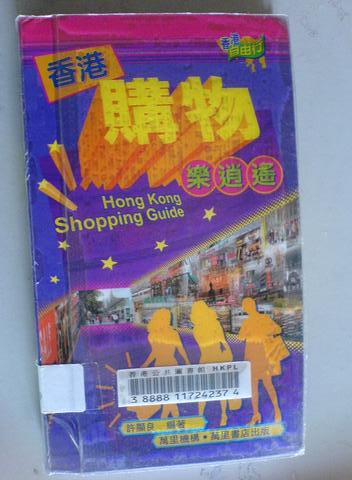 香港
自由行
香港
購物
樂逍遙
Hong Kong
Shopping Guide
香港公共圖書館 HKPL
3 8888 11724237 4
許顯良 編著
萬里機構・萬里書店出版